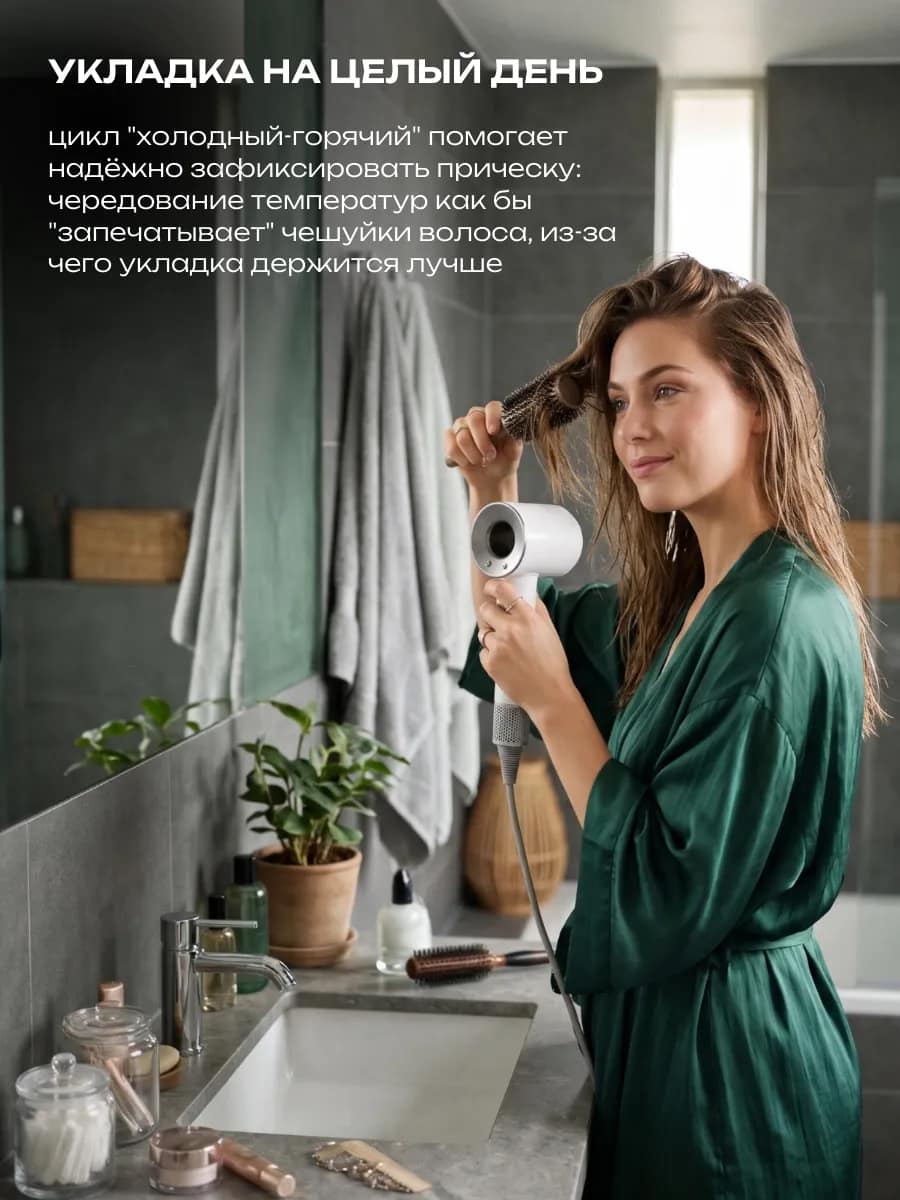 УКЛАДКА НА ЦЕЛЫЙ ДЕНЬ
цикл "холодный-горячий" помогает
надёжно зафиксировать прическу:
чередование температур как бы
"запечатывает" чешуйки волоса, из-за
чего укладка держится лучше